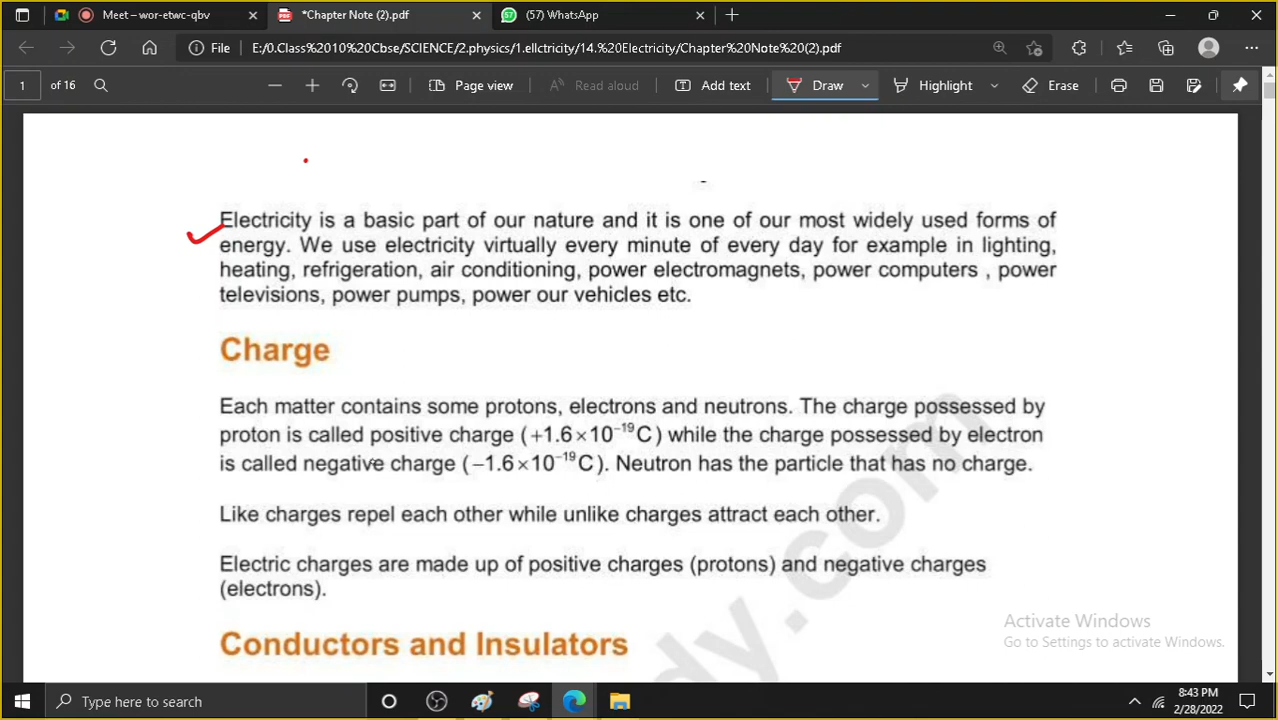 Meet – wor-etwc-qbv
*Chapter Note (2).pdf
(57) WhatsApp
File
E:/0.Class%2010%20Cbse/SCIENCE/2.physics/1.ellctricity/14.%20Electricity/Chapter%20Note%20(2).pdf
1 of 16
Page view
Read aloud
Add text
Draw
Highlight
Erase
Electricity is a basic part of our nature and it is one of our most widely used forms of
energy. We use electricity virtually every minute of every day for example in lighting,
heating, refrigeration, air conditioning, power electromagnets, power computers , power
televisions, power pumps, power our vehicles etc.
Charge
Each matter contains some protons, electrons and neutrons. The charge possessed by
proton is called positive charge (+1.6×10⁻¹⁹C) while the charge possessed by electron
is called negative charge (−1.6×10⁻¹⁹C). Neutron has the particle that has no charge.
Like charges repel each other while unlike charges attract each other.
Electric charges are made up of positive charges (protons) and negative charges
(electrons).
Conductors and Insulators
dy.com
Activate Windows
Go to Settings to activate Windows.
Type here to search
8:43 PM
2/28/2022